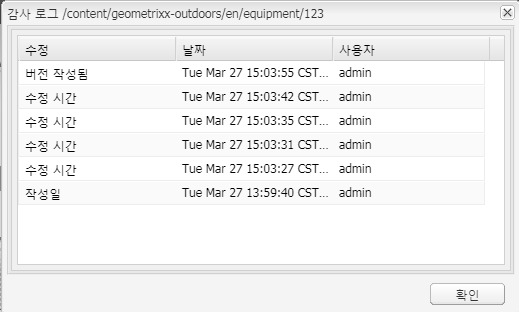 감사 로그 /content/geometrixx-outdoors/en/equipment/123
수정 날짜 사용자
버전 작성됨 Tue Mar 27 15:03:55 CST... admin
수정 시간 Tue Mar 27 15:03:42 CST... admin
수정 시간 Tue Mar 27 15:03:35 CST... admin
수정 시간 Tue Mar 27 15:03:31 CST... admin
수정 시간 Tue Mar 27 15:03:27 CST... admin
작성일 Tue Mar 27 13:59:40 CST... admin
확인